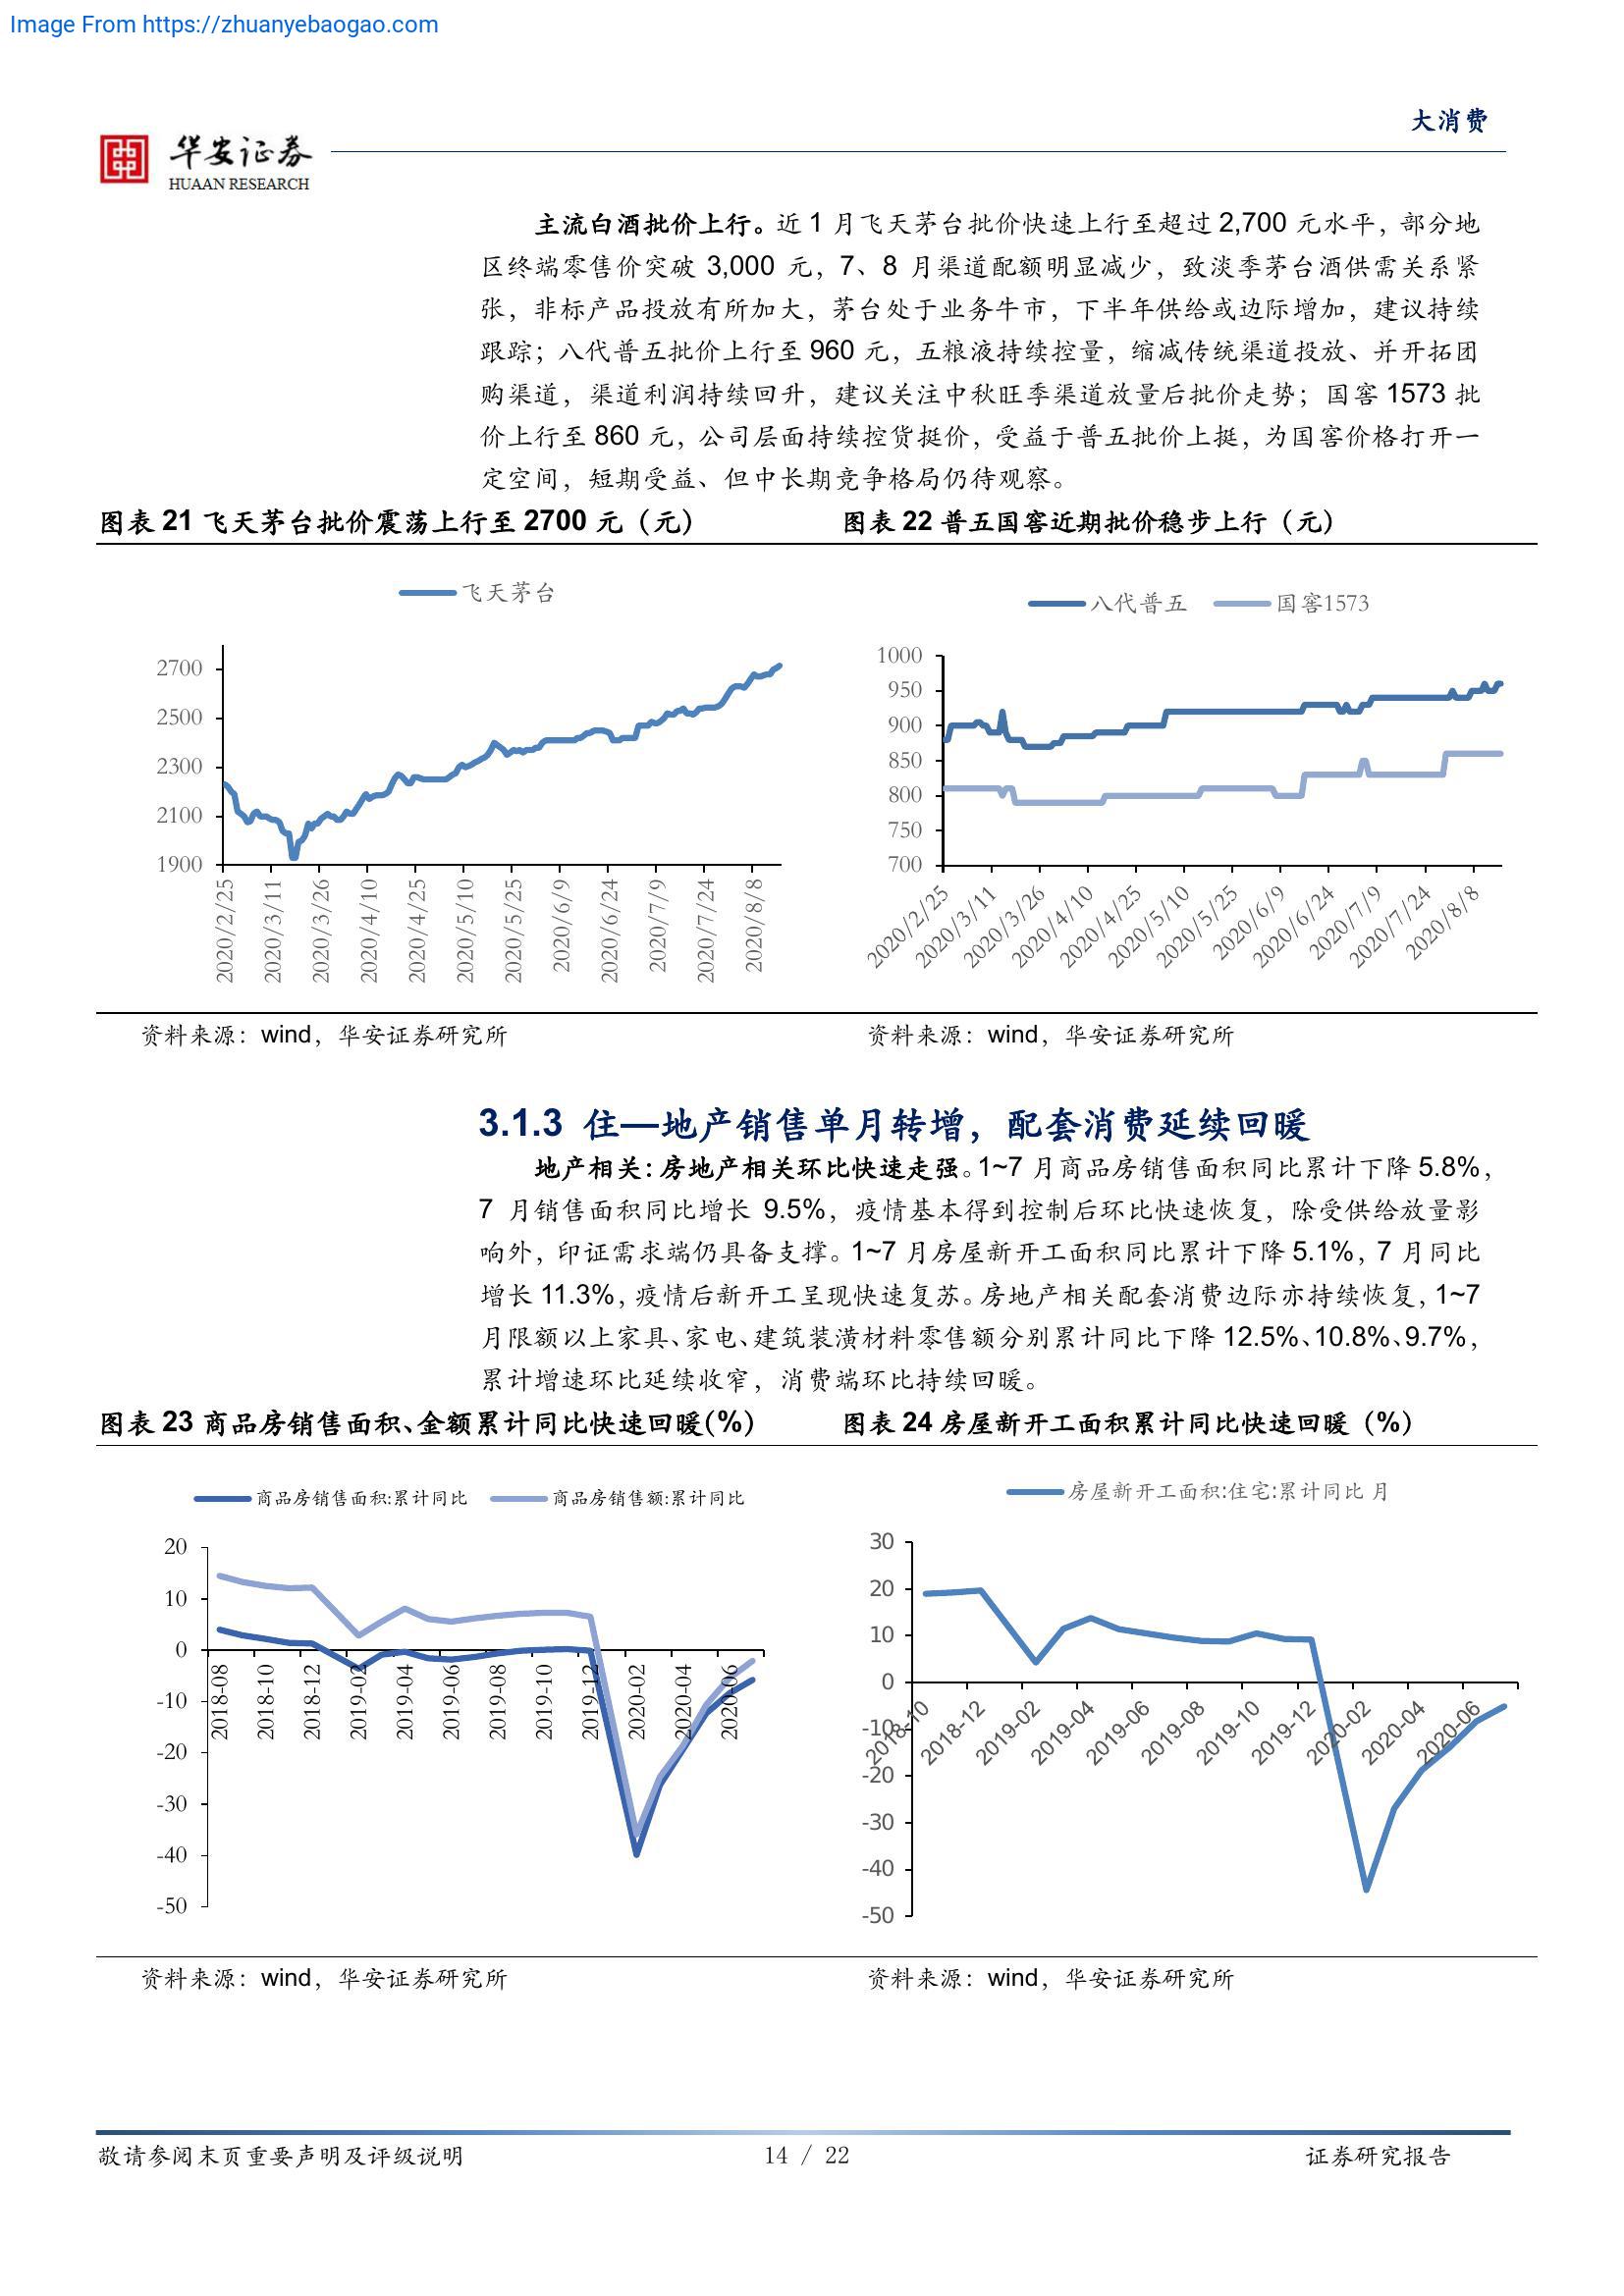 Image From https://zhuanyebaogao.com
大消费
华安证券
HUAAN RESEARCH
主流白酒批价上行。近 1 月飞天茅台批价快速上行至超过 2,700 元水平，部分地
区终端零售价突破 3,000 元，7、8 月渠道配额明显减少，致淡季茅台酒供需关系紧
张，非标产品投放有所加大，茅台处于业务牛市，下半年供给或边际增加，建议持续
跟踪；八代普五批价上行至 960 元，五粮液持续控量，缩减传统渠道投放、并开拓团
购渠道，渠道利润持续回升，建议关注中秋旺季渠道放量后批价走势；国窖 1573 批
价上行至 860 元，公司层面持续控货挺价，受益于普五批价上挺，为国窖价格打开一
定空间，短期受益、但中长期竞争格局仍待观察。
图表 21 飞天茅台批价震荡上行至 2700 元（元）
飞天茅台
2700
2500
2300
2100
1900
2020/2/25
2020/3/11
2020/3/26
2020/4/10
2020/4/25
2020/5/10
2020/5/25
2020/6/9
2020/6/24
2020/7/9
2020/7/24
2020/8/8
资料来源：wind，华安证券研究所
图表 22 普五国窖近期批价稳步上行（元）
八代普五 国窖1573
1000
950
900
850
800
750
700
2020/2/25
2020/3/11
2020/3/26
2020/4/10
2020/4/25
2020/5/10
2020/5/25
2020/6/9
2020/6/24
2020/7/9
2020/7/24
2020/8/8
资料来源：wind，华安证券研究所
3.1.3 住—地产销售单月转增，配套消费延续回暖
地产相关：房地产相关环比快速走强。1~7 月商品房销售面积同比累计下降 5.8%，
7 月销售面积同比增长 9.5%，疫情基本得到控制后环比快速恢复，除受供给放量影
响外，印证需求端仍具备支撑。1~7 月房屋新开工面积同比累计下降 5.1%，7 月同比
增长 11.3%，疫情后新开工呈现快速复苏。房地产相关配套消费边际亦持续恢复，1~7
月限额以上家具、家电、建筑装潢材料零售额分别累计同比下降 12.5%、10.8%、9.7%，
累计增速环比延续收窄，消费端环比持续回暖。
图表 23 商品房销售面积、金额累计同比快速回暖(%)
商品房销售面积:累计同比 商品房销售额:累计同比
20
10
0
-10
-20
-30
-40
-50
2018-08
2018-10
2018-12
2019-02
2019-04
2019-06
2019-08
2019-10
2019-12
2020-02
2020-04
2020-06
资料来源：wind，华安证券研究所
图表 24 房屋新开工面积累计同比快速回暖（%）
房屋新开工面积:住宅:累计同比 月
30
20
10
0
-10
-20
-30
-40
-50
2018-10
2018-12
2019-02
2019-04
2019-06
2019-08
2019-10
2019-12
2020-02
2020-04
2020-06
资料来源：wind，华安证券研究所
敬请参阅末页重要声明及评级说明
14 / 22
证券研究报告